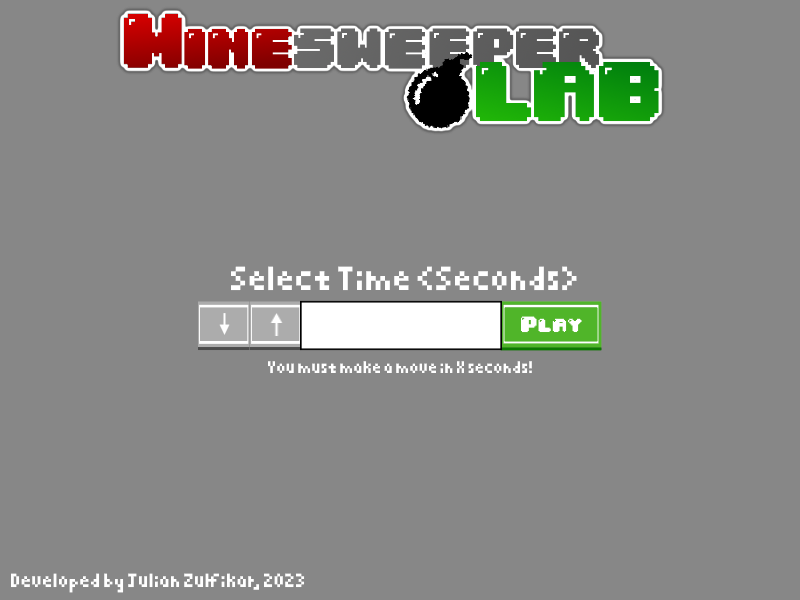 MINESWEEPER
LAB
Select Time <Seconds>
↓ ↑ PLAY
You must make a move in X seconds!
Developed by Julian Zulfikar, 2023